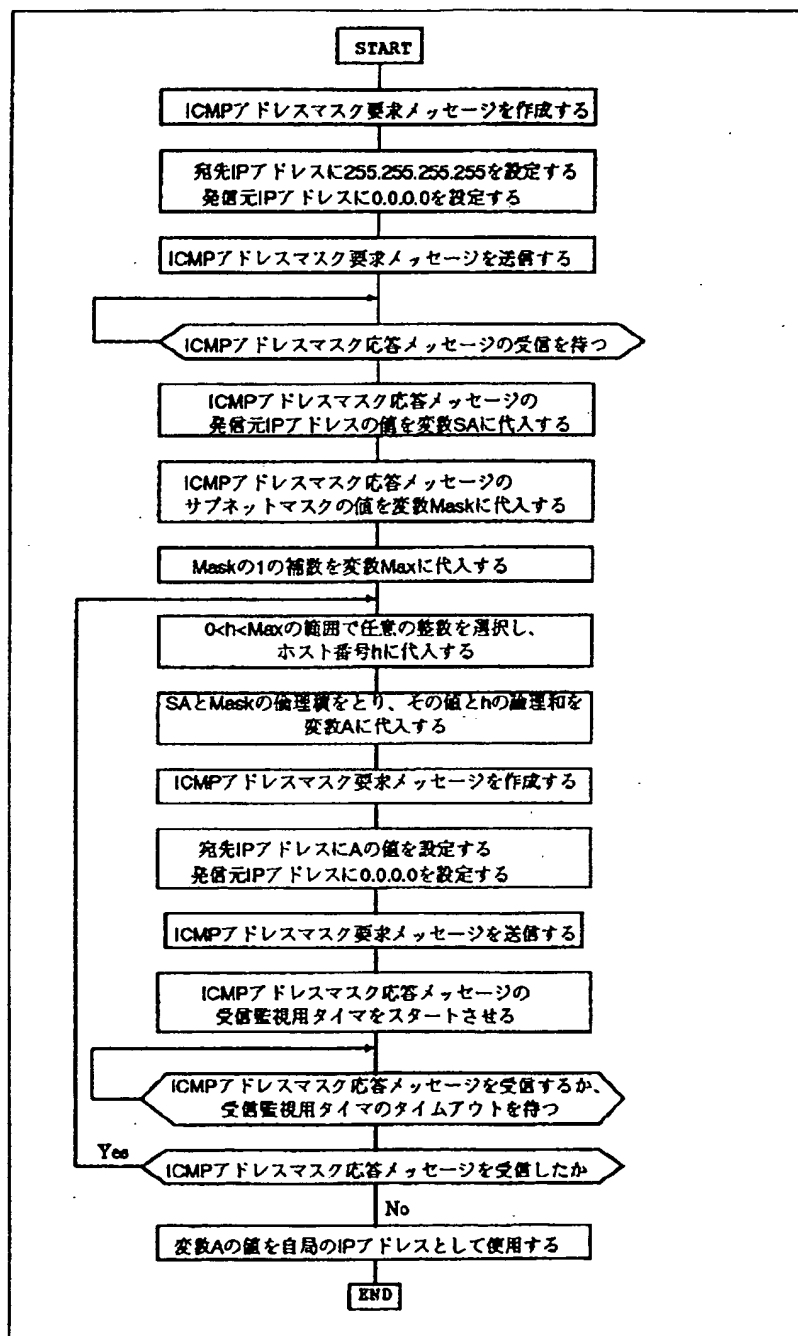 START
ICMPアドレスマスク要求メッセージを作成する
宛先IPアドレスに255.255.255.255を設定する
発信元IPアドレスに0.0.0.0を設定する
ICMPアドレスマスク要求メッセージを送信する
ICMPアドレスマスク応答メッセージの受信を待つ
ICMPアドレスマスク応答メッセージの
発信元IPアドレスの値を変数SAに代入する
ICMPアドレスマスク応答メッセージの
サブネットマスクの値を変数Maskに代入する
Maskの1の補数を変数Maxに代入する
0<h<Maxの範囲で任意の整数を選択し、
ホスト番号hに代入する
SAとMaskの倫理積をとり、その値とhの論理和を
変数Aに代入する
ICMPアドレスマスク要求メッセージを作成する
宛先IPアドレスにAの値を設定する
発信元IPアドレスに0.0.0.0を設定する
ICMPアドレスマスク要求メッセージを送信する
ICMPアドレスマスク応答メッセージの
受信監視用タイマをスタートさせる
ICMPアドレスマスク応答メッセージを受信するか、
受信監視用タイマのタイムアウトを待つ
Yes
ICMPアドレスマスク応答メッセージを受信したか
No
変数Aの値を自局のIPアドレスとして使用する
END